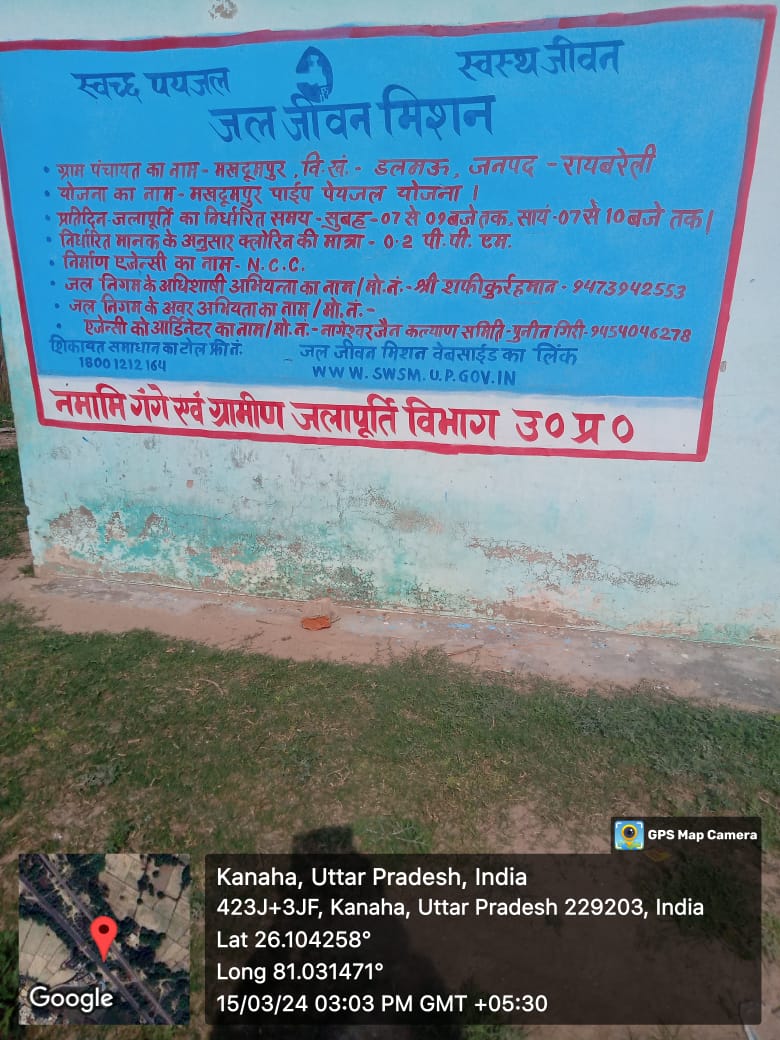 स्वच्छ पयजल
स्वस्थ जीवन
जल जीवन मिशन
• ग्राम पंचायत का नाम - मखदूमपुर, वि.खं. - डलमऊ, जनपद - रायबरेली
• योजना का नाम - मखदूमपुर पाईप पेयजल योजना ।
• प्रतिदिन जलापूर्ति का निर्धारित समय - सुबह - 07 से 09 बजे तक, सायं - 07 से 10 बजे तक|
• निर्धारित मानक के अनुसार क्लोरिन की मात्रा - 0.2 पी. पी. एम.
• निर्माण एजेन्सी का नाम - N.C.C.
• जल निगम के अधिशाषी अभियन्ता का नाम/मो.नं. - श्री शफीकुर्रहमान - 9473942553
• जल निगम के अवर अभियता का नाम/मो.नं. -
• एजेन्सी को आर्डिनेटर का नाम/मो.नं. - नागेश्वर जैन कल्याण समिति - पुनीत गिरी - 9454046278
शिकायत समाधान का टोल फ्री नं.
18001212164
जल जीवन मिशन वेबसाईड का लिंक
WWW.SWSM.U.P.GOV.IN
नमामि गंगे एवं ग्रामीण जलापूर्ति विभाग उ०प्र०
GPS Map Camera
Kanaha, Uttar Pradesh, India
423J+3JF, Kanaha, Uttar Pradesh 229203, India
Lat 26.104258°
Long 81.031471°
15/03/24 03:03 PM GMT +05:30
Google